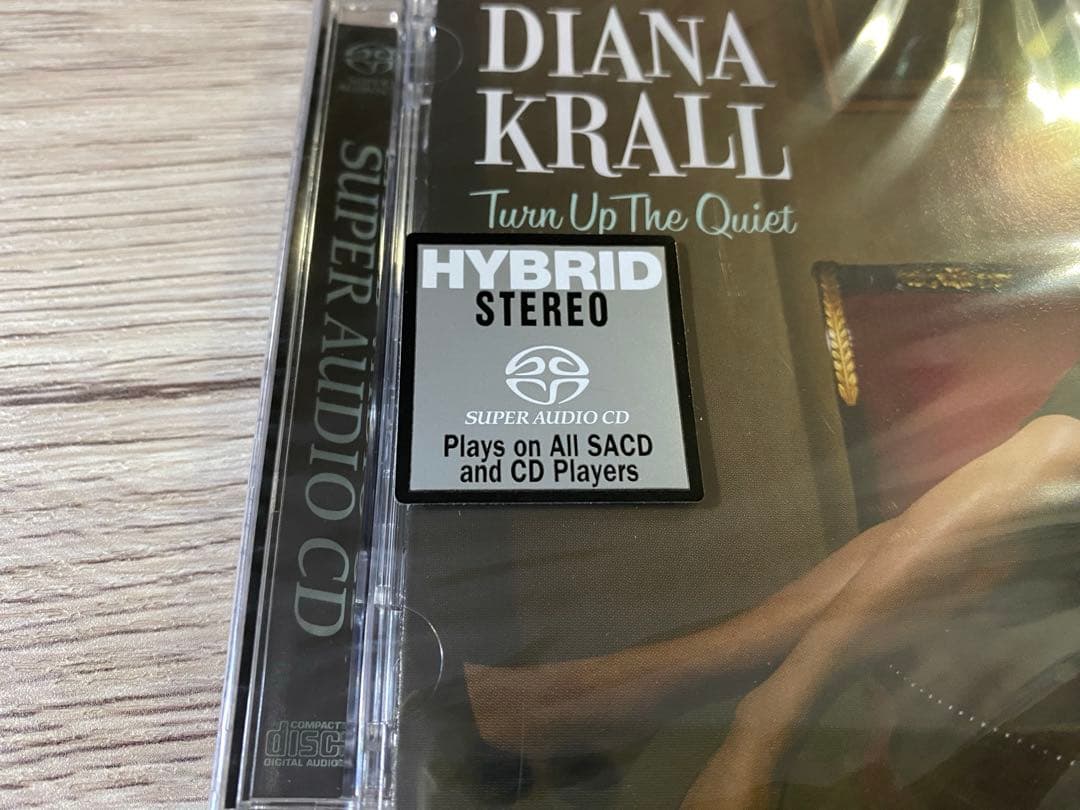 DIANA
KRALL
Turn Up The Quiet
HYBRID
STEREO
SUPER AUDIO CD
Plays on All SACD
and CD Players
SUPER AUDIO CD
COMPACT
disc
DIGITAL AUDIO